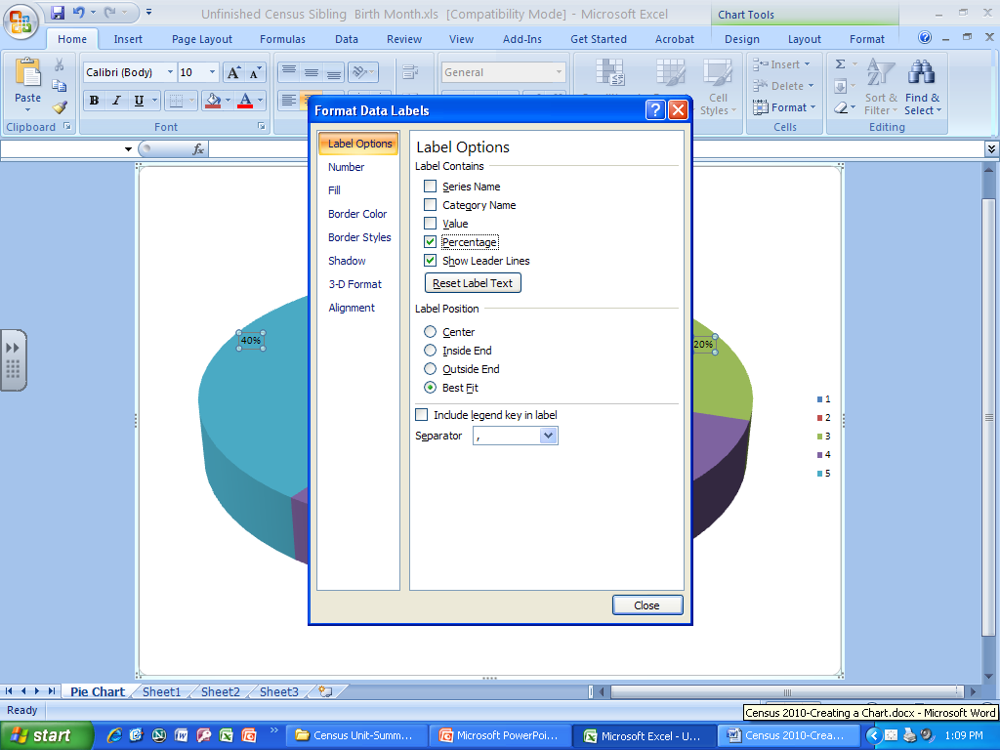 Unfinished Census Sibling  Birth Month.xls  [Compatibility Mode] - Microsoft Excel
Chart Tools
Home
Insert
Page Layout
Formulas
Data
Review
View
Add-Ins
Get Started
Acrobat
Design
Layout
Format
Paste
Calibri (Body)
10
A A
General
Insert
Delete
Format
Cell Styles
Σ
Sort & Filter
Find & Select
B I U
A
Clipboard
Font
Cells
Editing
fx
Format Data Labels
?
Label Options
Number
Fill
Border Color
Border Styles
Shadow
3-D Format
Alignment
Label Options
Label Contains
Series Name
Category Name
Value
Percentage
Show Leader Lines
Reset Label Text
Label Position
Center
Inside End
Outside End
Best Fit
Include legend key in label
Separator
,
Close
40%
20%
1
2
3
4
5
Pie Chart
Sheet1
Sheet2
Sheet3
Ready
Census 2010-Creating a Chart.docx - Microsoft Word
start
Census Unit-Summ...
Microsoft PowerPoi...
Microsoft Excel - U...
Census 2010-Crea...
1:09 PM